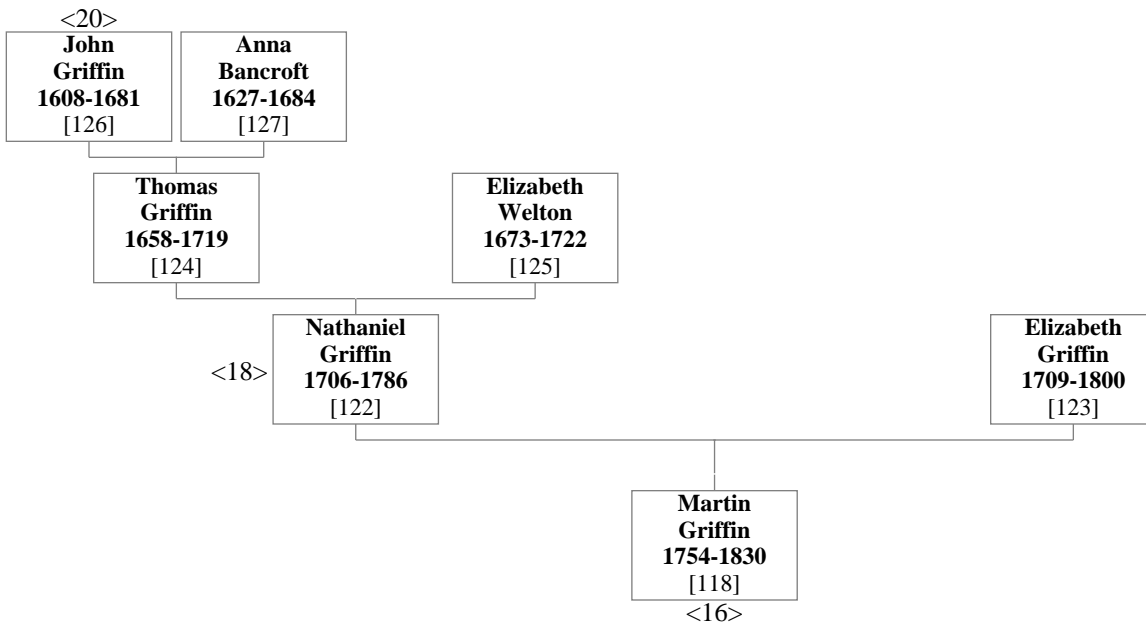 <20>
John
Griffin
1608-1681
[126]
Anna
Bancroft
1627-1684
[127]
Thomas
Griffin
1658-1719
[124]
Elizabeth
Welton
1673-1722
[125]
<18>
Nathaniel
Griffin
1706-1786
[122]
Elizabeth
Griffin
1709-1800
[123]
Martin
Griffin
1754-1830
[118]
<16>